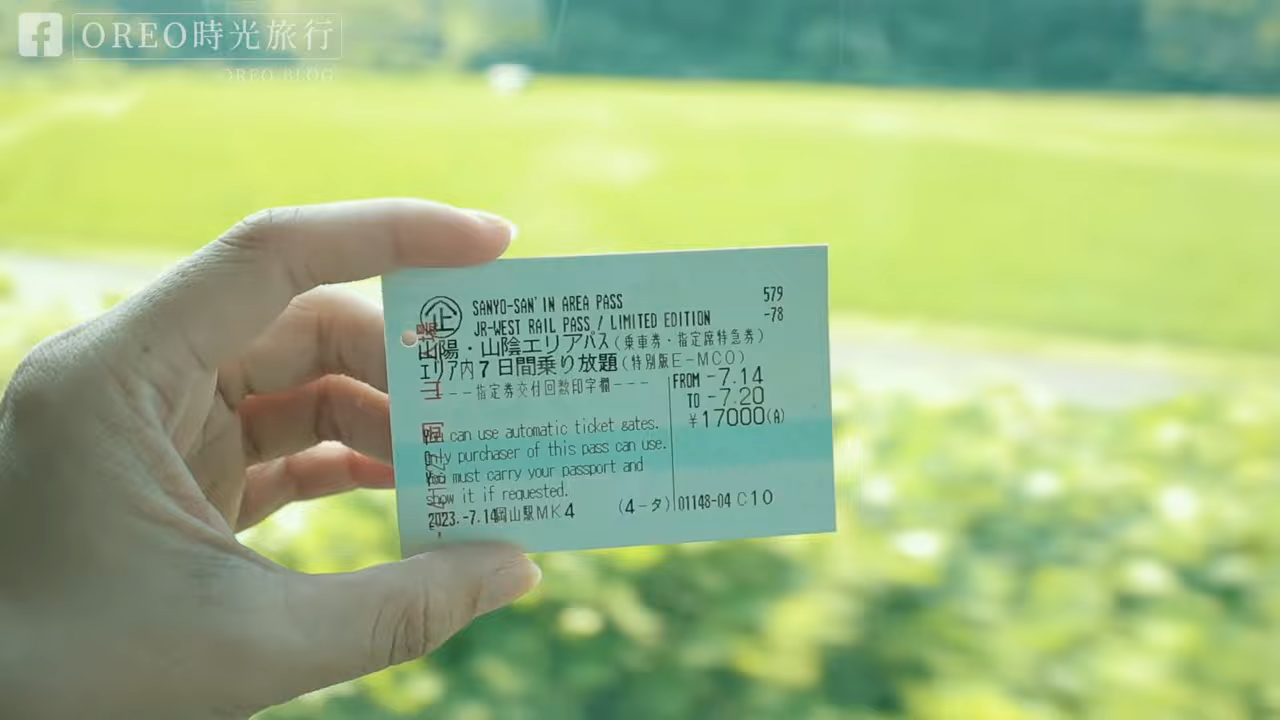 OREO時光旅行
OREO BLOG
SANYO-SAN'IN AREA PASS
579
JR-WEST RAIL PASS / LIMITED EDITION
-78
山陽・山陰エリアパス(乗車券・指定席特急券)
エリア内7日間乗り放題(特別版E-MCO)
---指定券交付回数印字欄---
FROM -7.14
TO -7.20
¥17000(A)
You can use automatic ticket gates.
Only purchaser of this pass can use.
You must carry your passport and
show it if requested.
2023.-7.14岡山駅MK4 (4-タ) 01148-04 C10